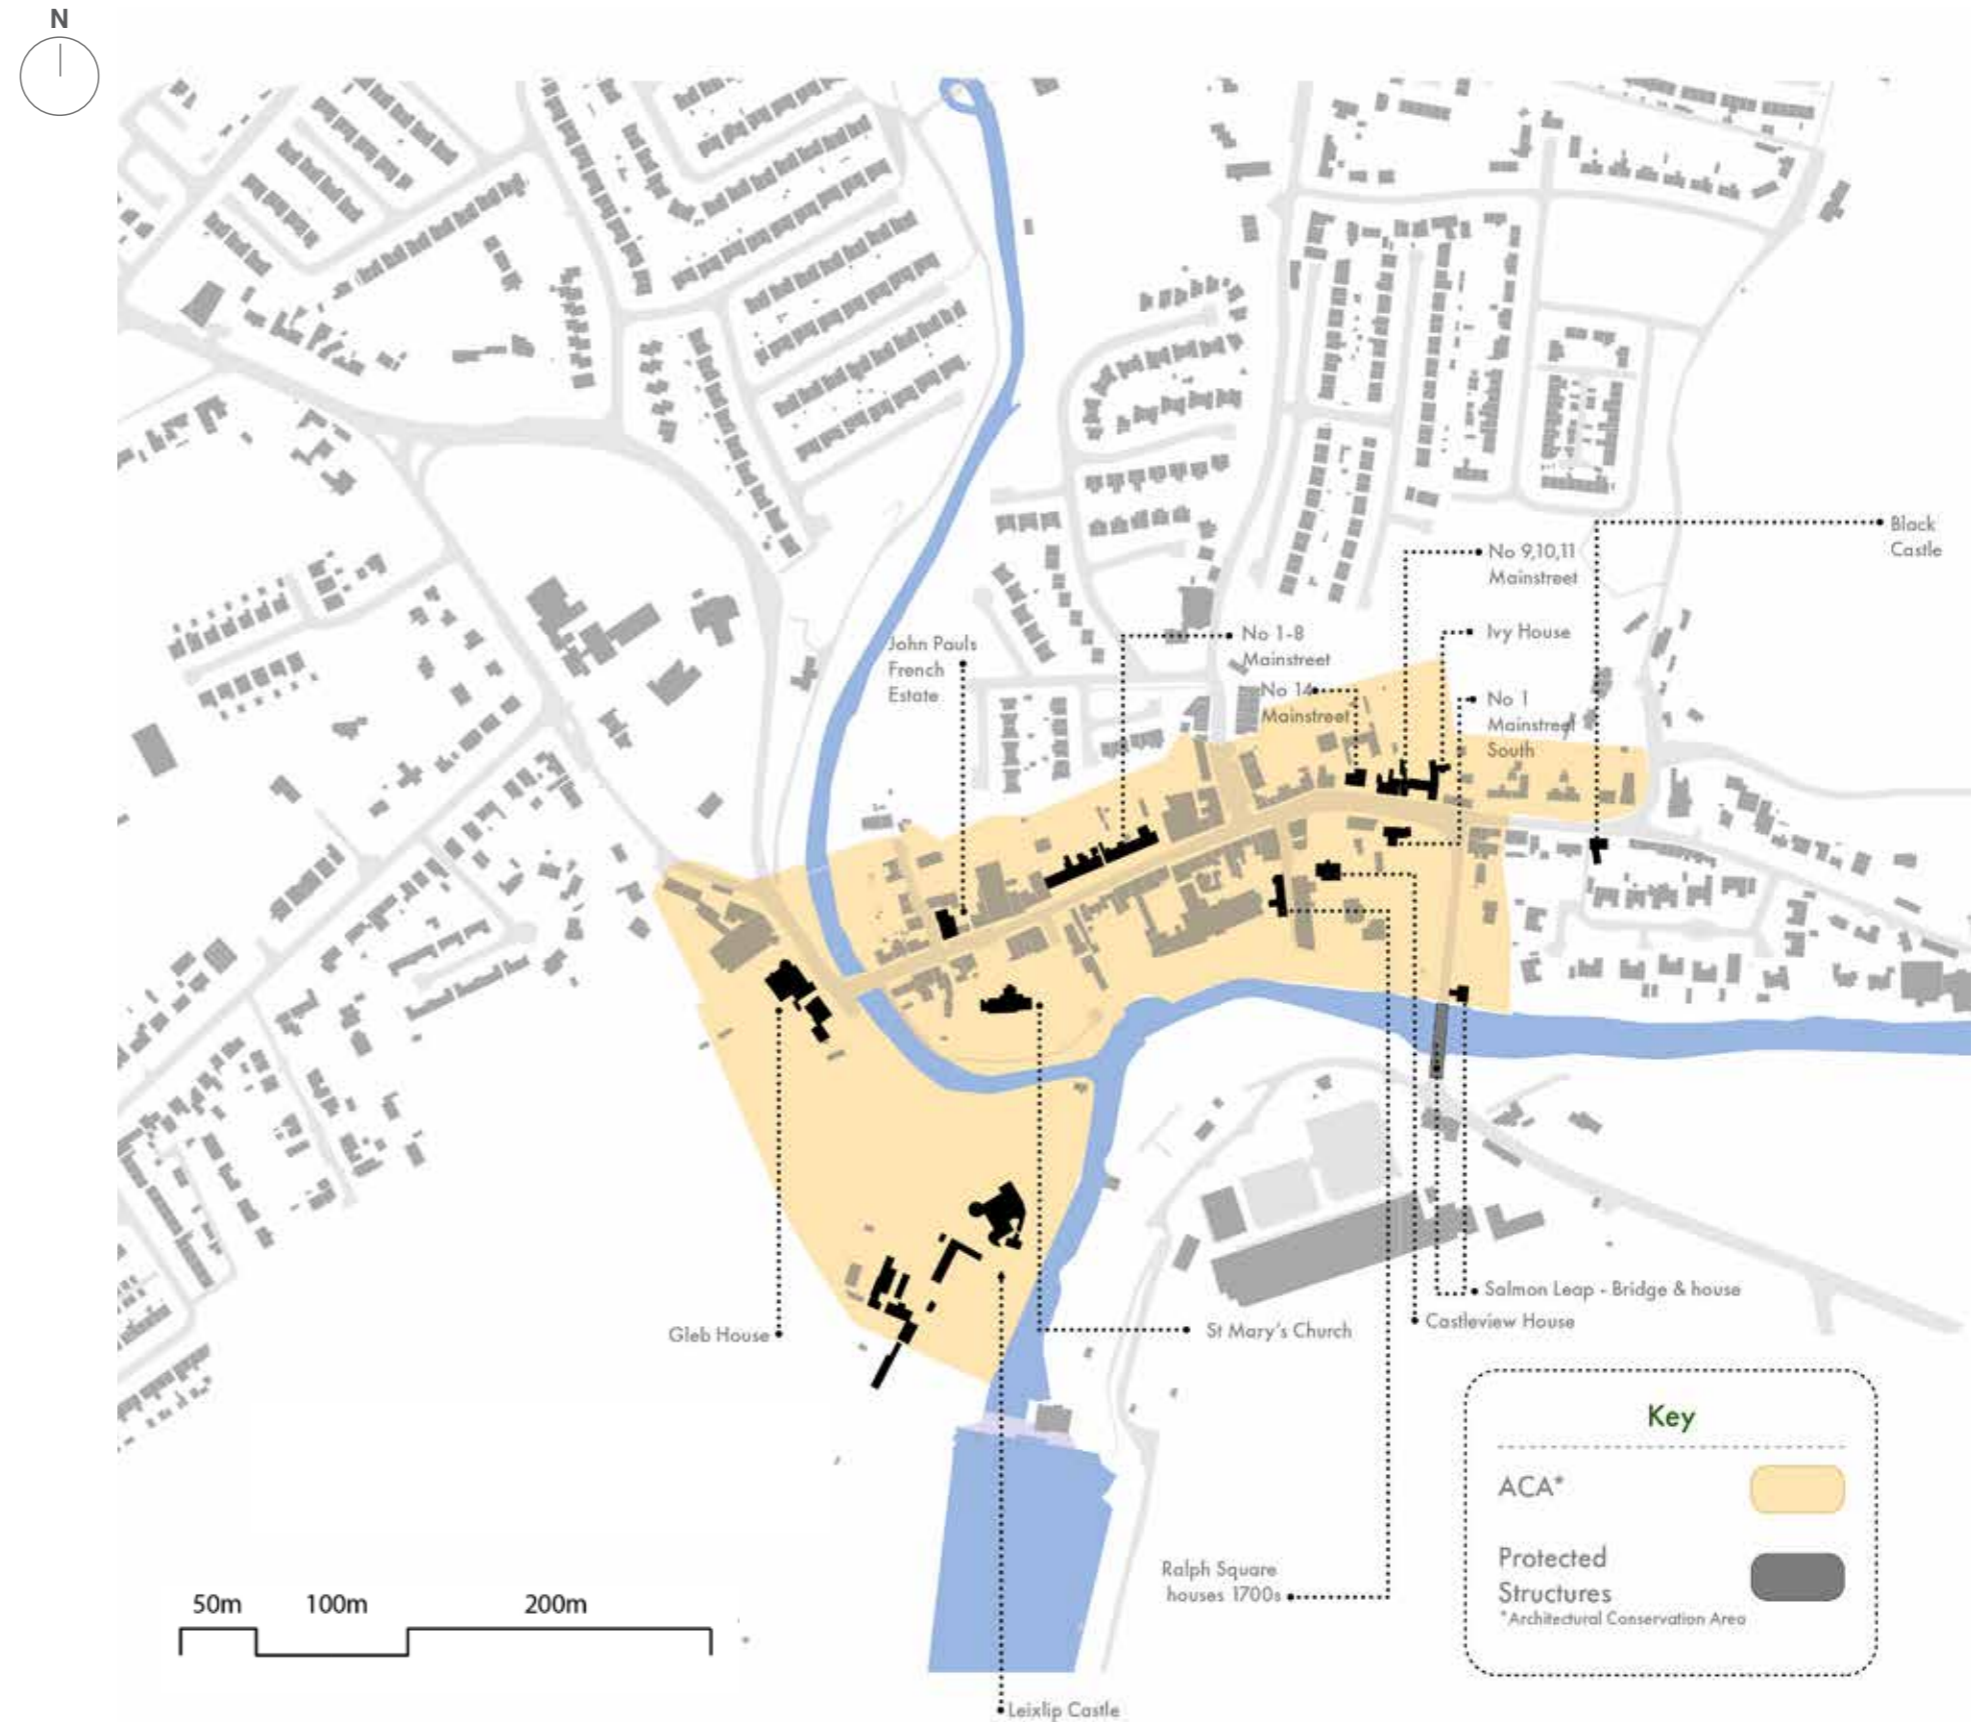 N
Black
Castle
No 9,10,11
Mainstreet
John Pauls
French
Estate
No 1-8
Mainstreet
Ivy House
No 14
Mainstreet
No 1
Mainstreet
South
Gleb House
St Mary's Church
Salmon Leap - Bridge & house
Castleview House
Ralph Square
houses 1700s
Leixlip Castle
50m 100m 200m
Key
ACA*
Protected
Structures
*Architectural Conservation Area